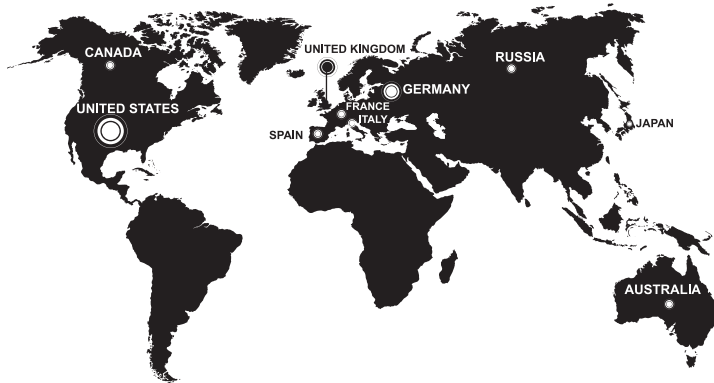 CANADA
UNITED KINGDOM
RUSSIA
UNITED STATES
GERMANY
FRANCE
ITALY
SPAIN
JAPAN
AUSTRALIA